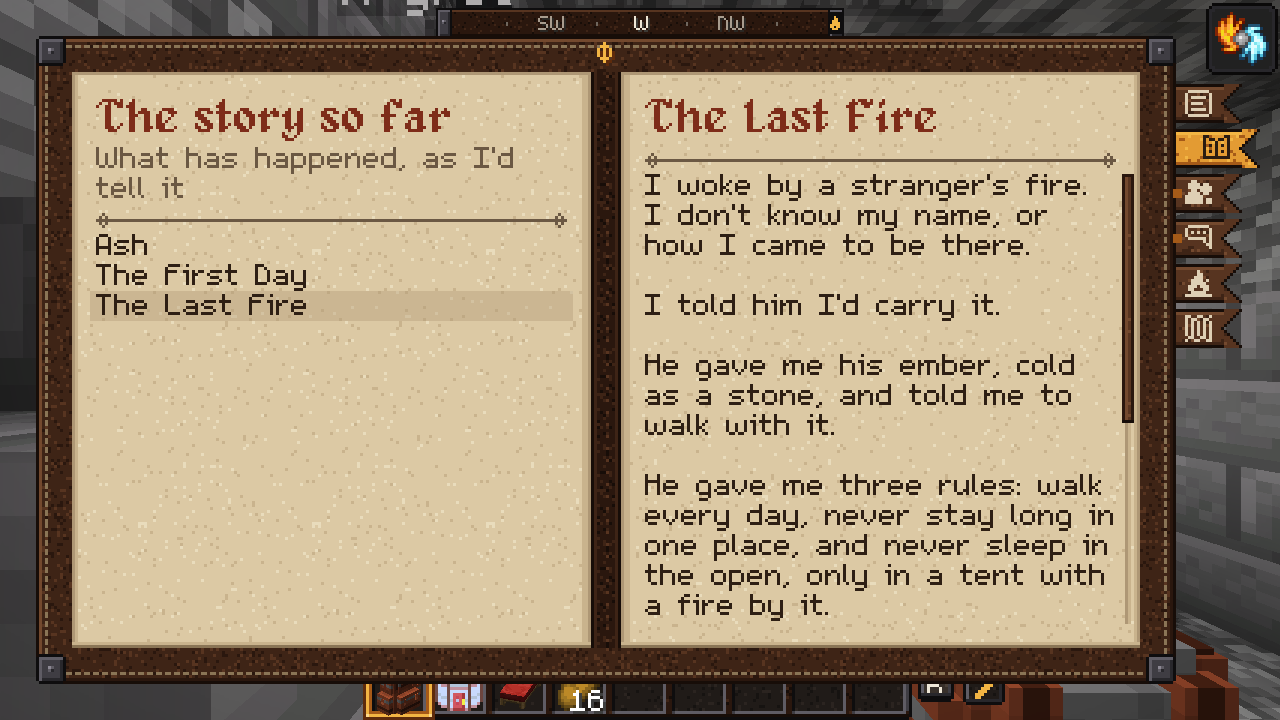 SW W NW
The story so far
What has happened, as I'd
tell it
Ash
The First Day
The Last Fire
The Last Fire
I woke by a stranger's fire.
I don't know my name, or
how I came to be there.
I told him I'd carry it.
He gave me his ember, cold
as a stone, and told me to
walk with it.
He gave me three rules: walk
every day, never stay long in
one place, and never sleep in
the open, only in a tent with
a fire by it.
16